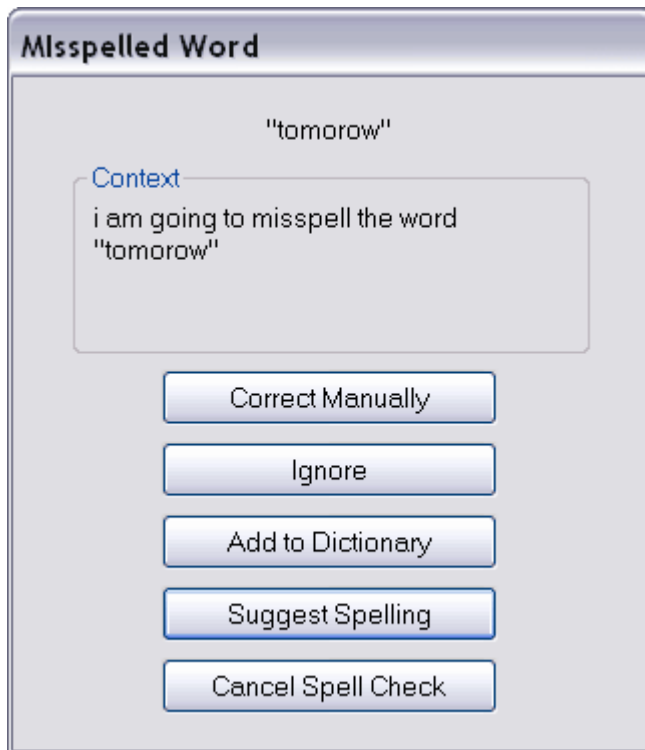 Misspelled Word
"tomorow"
Context
i am going to misspell the word
"tomorow"
Correct Manually
Ignore
Add to Dictionary
Suggest Spelling
Cancel Spell Check